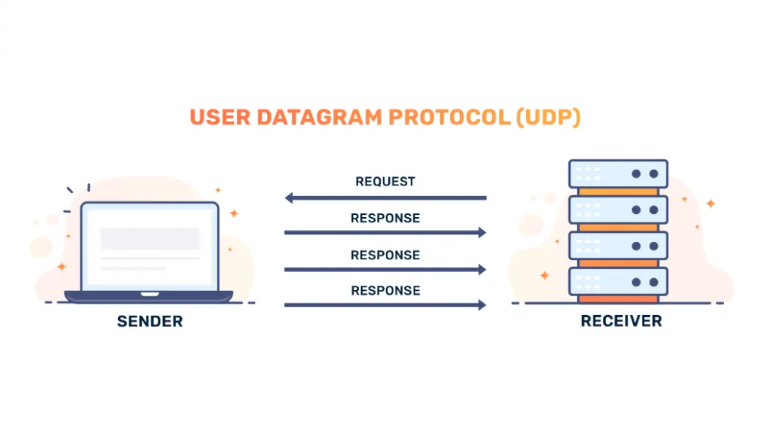 USER DATAGRAM PROTOCOL (UDP)
REQUEST
RESPONSE
RESPONSE
RESPONSE
SENDER
RECEIVER